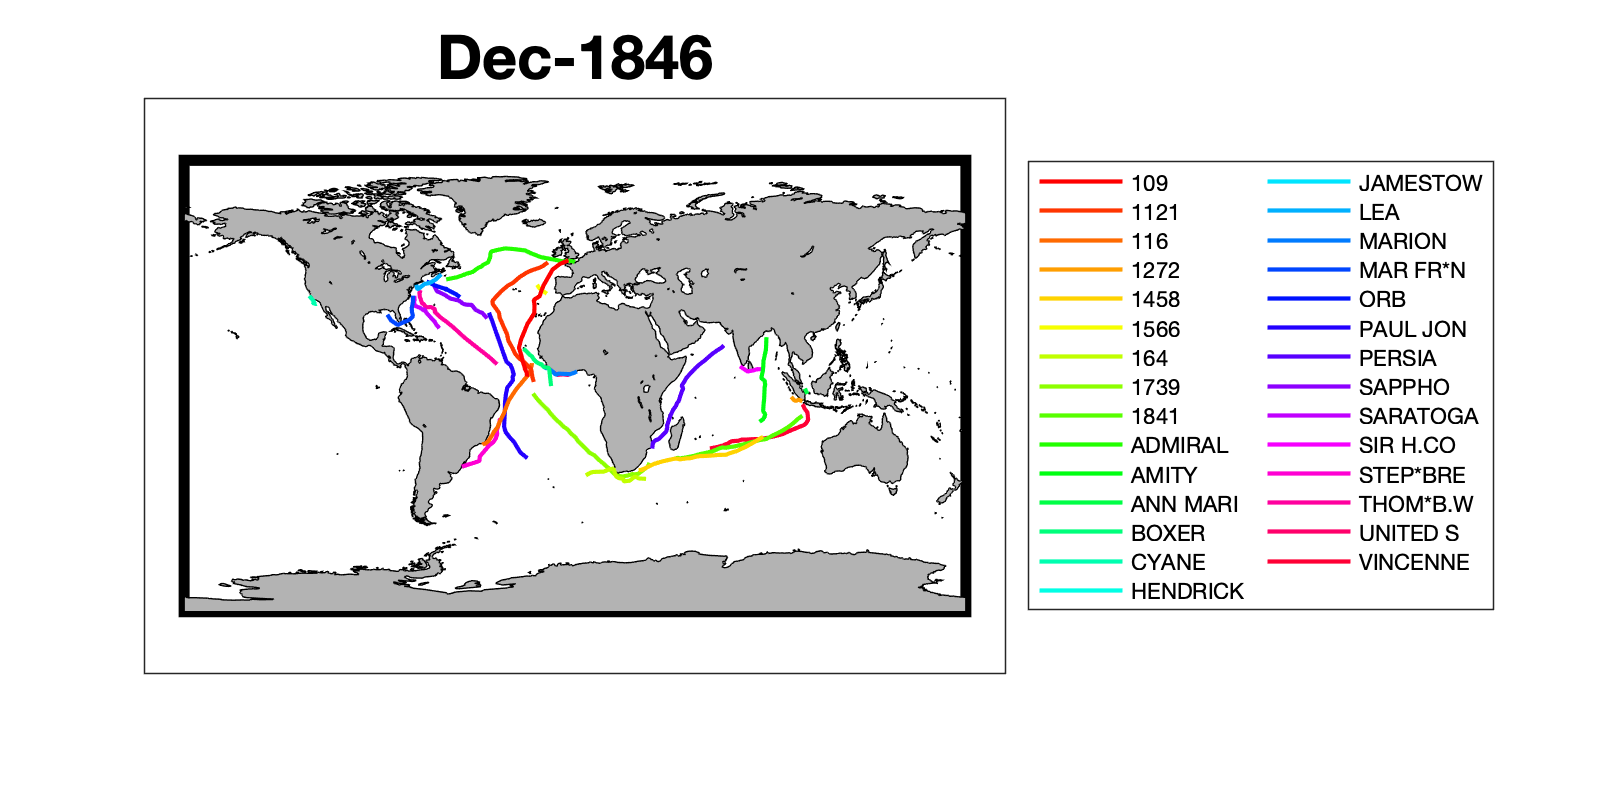 Dec-1846
109
1121
116
1272
1458
1566
164
1739
1841
ADMIRAL
AMITY
ANN MARI
BOXER
CYANE
HENDRICK
JAMESTOW
LEA
MARION
MAR FR*N
ORB
PAUL JON
PERSIA
SAPPHO
SARATOGA
SIR H.CO
STEP*BRE
THOM*B.W
UNITED S
VINCENNE